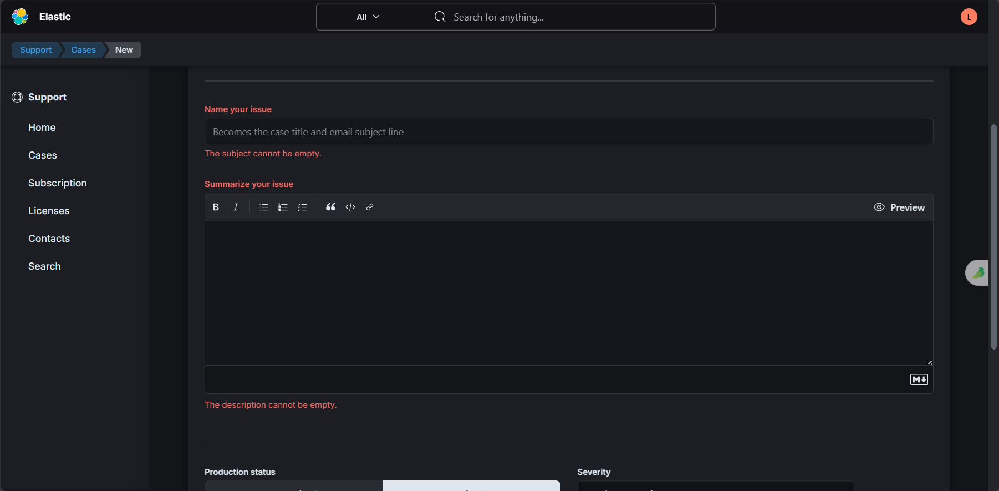 Elastic
All
Search for anything...
L
Support
Cases
New
Support
Home
Cases
Subscription
Licenses
Contacts
Search
Name your issue
Becomes the case title and email subject line
The subject cannot be empty.
Summarize your issue
B I
Preview
M
The description cannot be empty.
Production status
Severity